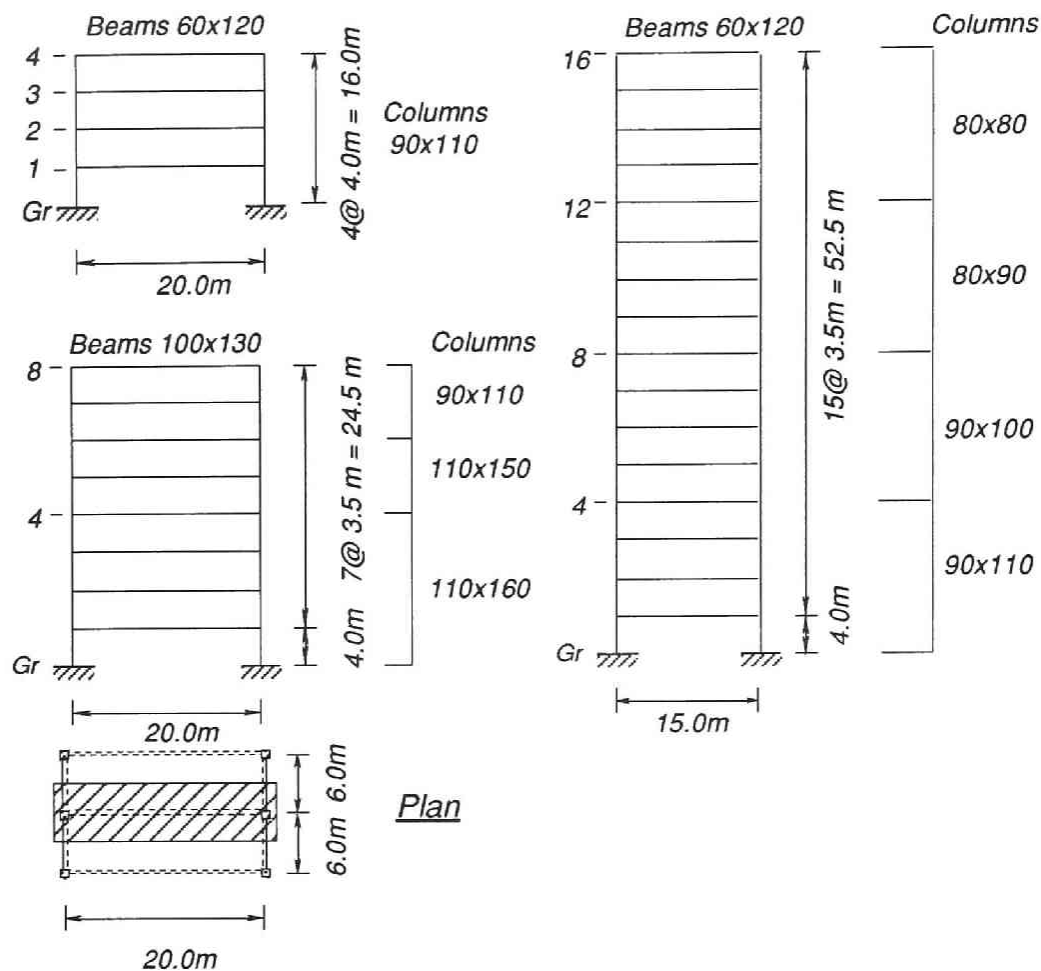 Beams 60x120
4
3
2
1
Gr
4@ 4.0m = 16.0m
Columns
90x110
20.0m
Beams 100x130
8
4
Gr
4.0m
7@ 3.5 m = 24.5 m
Columns
90x110
110x150
110x160
20.0m
6.0m
6.0m
Plan
20.0m
Beams 60x120
16
12
8
4
Gr
15@ 3.5m = 52.5 m
4.0m
15.0m
Columns
80x80
80x90
90x100
90x110